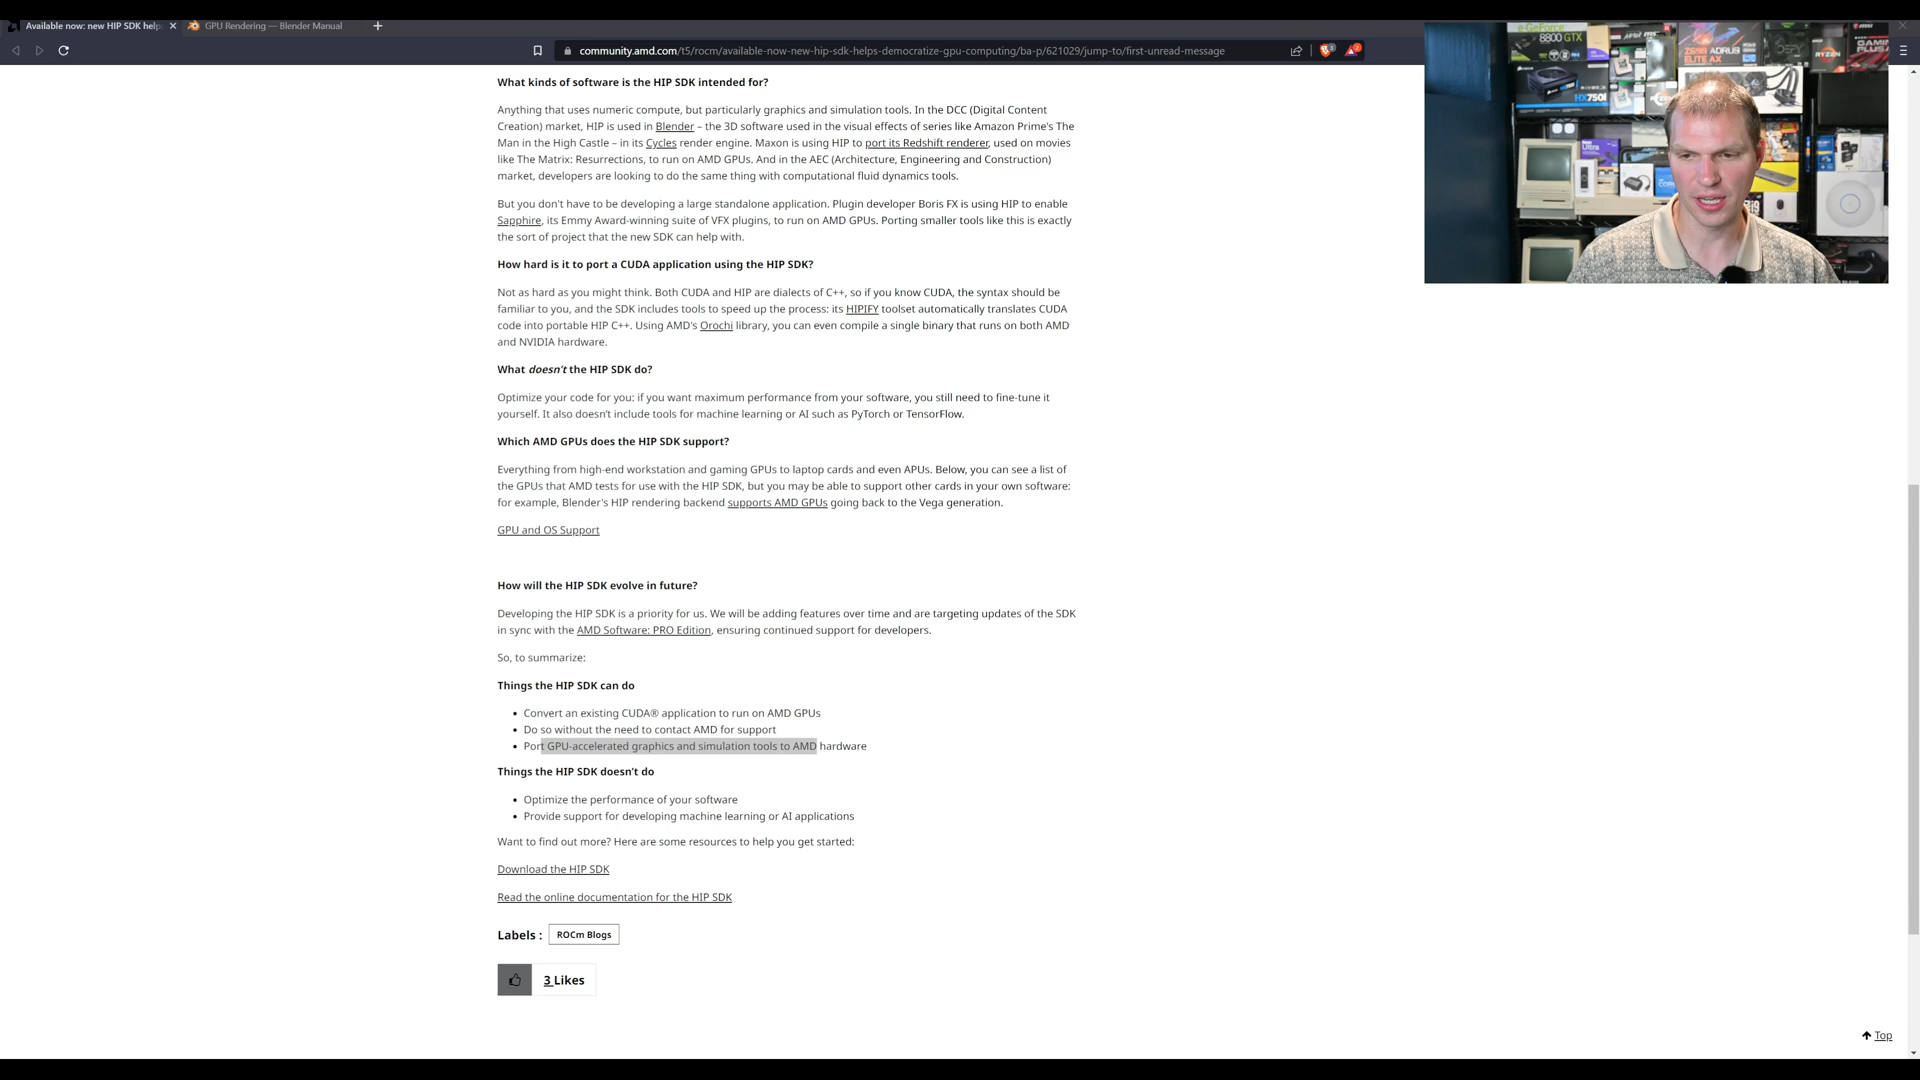 Available now: new HIP SDK help
GPU Rendering — Blender Manual
community.amd.com/t5/rocm/available-now-new-hip-sdk-helps-democratize-gpu-computing/ba-p/621029/jump-to/first-unread-message
What kinds of software is the HIP SDK intended for?
Anything that uses numeric compute, but particularly graphics and simulation tools. In the DCC (Digital Content
Creation) market, HIP is used in Blender – the 3D software used in the visual effects of series like Amazon Prime's The
Man in the High Castle – in its Cycles render engine. Maxon is using HIP to port its Redshift renderer, used on movies
like The Matrix: Resurrections, to run on AMD GPUs. And in the AEC (Architecture, Engineering and Construction)
market, developers are looking to do the same thing with computational fluid dynamics tools.
But you don't have to be developing a large standalone application. Plugin developer Boris FX is using HIP to enable
Sapphire, its Emmy Award-winning suite of VFX plugins, to run on AMD GPUs. Porting smaller tools like this is exactly
the sort of project that the new SDK can help with.
How hard is it to port a CUDA application using the HIP SDK?
Not as hard as you might think. Both CUDA and HIP are dialects of C++, so if you know CUDA, the syntax should be
familiar to you, and the SDK includes tools to speed up the process: its HIPIFY toolset automatically translates CUDA
code into portable HIP C++. Using AMD's Orochi library, you can even compile a single binary that runs on both AMD
and NVIDIA hardware.
What doesn't the HIP SDK do?
Optimize your code for you: if you want maximum performance from your software, you still need to fine-tune it
yourself. It also doesn't include tools for machine learning or AI such as PyTorch or TensorFlow.
Which AMD GPUs does the HIP SDK support?
Everything from high-end workstation and gaming GPUs to laptop cards and even APUs. Below, you can see a list of
the GPUs that AMD tests for use with the HIP SDK, but you may be able to support other cards in your own software:
for example, Blender's HIP rendering backend supports AMD GPUs going back to the Vega generation.
GPU and OS Support
How will the HIP SDK evolve in future?
Developing the HIP SDK is a priority for us. We will be adding features over time and are targeting updates of the SDK
in sync with the AMD Software: PRO Edition, ensuring continued support for developers.
So, to summarize:
Things the HIP SDK can do
Convert an existing CUDA® application to run on AMD GPUs
Do so without the need to contact AMD for support
Port GPU-accelerated graphics and simulation tools to AMD hardware
Things the HIP SDK doesn't do
Optimize the performance of your software
Provide support for developing machine learning or AI applications
Want to find out more? Here are some resources to help you get started:
Download the HIP SDK
Read the online documentation for the HIP SDK
Labels :
ROCm Blogs
3 Likes
Top
GeForce
8800 GTX
HX750i
Z690 AORUS
ELITE AX
RYZEN
GAMING
Ultra